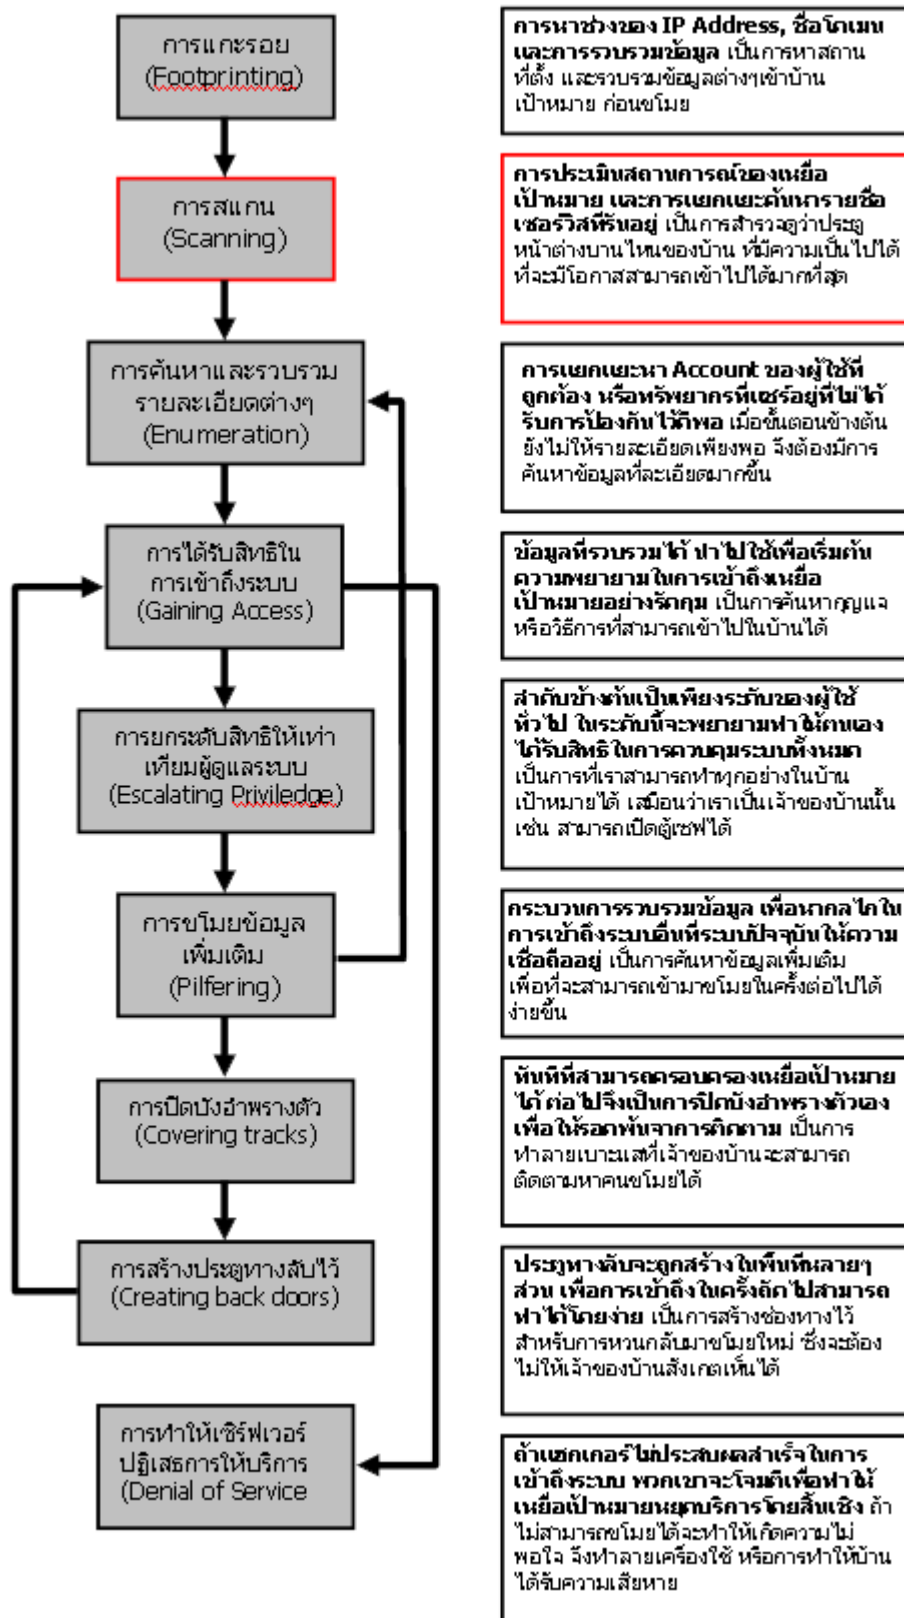 การแกะรอย
(Footprinting)
การหาช่วงของ IP Address, ชื่อโดเมน
และการรวบรวมข้อมูล เป็นการหาสถาน
ที่ตั้ง และรวบรวมข้อมูลต่างๆเข้าบ้าน
เป้าหมาย ก่อนขโมย
การสแกน
(Scanning)
การประเมินสถานการณ์ของเหยื่อ
เป้าหมาย และการแยกแยะค้นหารายชื่อ
เซอร์วิสที่รันอยู่ เป็นการสำรวจดูว่าประตู
หน้าต่างบานไหนของบ้าน ที่มีความเป็นไปได้
ที่จะมีโอกาสสามารถเข้าไปได้มากที่สุด
การค้นหาและรวบรวม
รายละเอียดต่างๆ
(Enumeration)
การแยกแยะหา Account ของผู้ใช้ที่
ถูกต้อง หรือทรัพยากรที่แชร์อยู่ที่ไม่ได้
รับการป้องกันไว้ดีพอ เมื่อขั้นตอนข้างต้น
ยังไม่ให้รายละเอียดเพียงพอ จึงต้องมีการ
ค้นหาข้อมูลที่ละเอียดมากขึ้น
การได้รับสิทธิใน
การเข้าถึงระบบ
(Gaining Access)
ข้อมูลที่รวบรวมได้ นำไปใช้เพื่อเริ่มต้น
ความพยายามในการเข้าถึงเหยื่อ
เป้าหมายอย่างรัดกุม เป็นการค้นหากุญแจ
หรือวิธีการที่สามารถเข้าไปในบ้านได้
การยกระดับสิทธิให้เท่า
เทียมผู้ดูแลระบบ
(Escalating Priviledge)
ลำดับข้างต้นเป็นเพียงระดับของผู้ใช้
ทั่วไป ในระดับนี้จะพยายามทำให้ตนเอง
ได้รับสิทธิในการควบคุมระบบทั้งหมด
เป็นการที่เราสามารถทำทุกอย่างในบ้าน
เป้าหมายได้ เสมือนว่าเราเป็นเจ้าของบ้านนั้น
เช่น สามารถเปิดตู้เซฟได้
การขโมยข้อมูล
เพิ่มเติม
(Pilfering)
กระบวนการรวบรวมข้อมูล เพื่อหากลไกใน
การเข้าถึงระบบอื่นที่ระบบปัจจุบันให้ความ
เชื่อถืออยู่ เป็นการค้นหาข้อมูลเพิ่มเติม
เพื่อที่จะสามารถเข้ามาขโมยในครั้งต่อไปได้
ง่ายขึ้น
การปิดบังอำพรางตัว
(Covering tracks)
ทันทีที่สามารถครอบครองเหยื่อเป้าหมาย
ได้ ต่อไปจึงเป็นการปิดบังอำพรางตัวเอง
เพื่อให้รอดพ้นจาการติดตาม เป็นการ
ทำลายเบาะแสที่เจ้าของบ้านจะสามารถ
ติดตามหาคนขโมยได้
การสร้างประตูทางลับไว้
(Creating back doors)
ประตูทางลับจะถูกสร้างในพื้นที่หลายๆ
ส่วน เพื่อการเข้าถึงในครั้งถัดไปสามารถ
ทำได้โดยง่าย เป็นการสร้างช่องทางไว้
สำหรับการหวนกลับมาขโมยใหม่ ซึ่งจะต้อง
ไม่ให้เจ้าของบ้านสังเกตเห็นได้
การทำให้เซิร์ฟเวอร์
ปฏิเสธการให้บริการ
(Denial of Service
ถ้าแฮกเกอร์ไม่ประสบผลสำเร็จในการ
เข้าถึงระบบ พวกเขาจะโจมตีเพื่อทำให้
เหยื่อเป้าหมายหยุดบริการโดยสิ้นเชิง ถ้า
ไม่สามารถขโมยได้จะทำให้เกิดความไม่
พอใจ จึงทำลายเครื่องใช้ หรือการทำให้บ้าน
ได้รับความเสียหาย